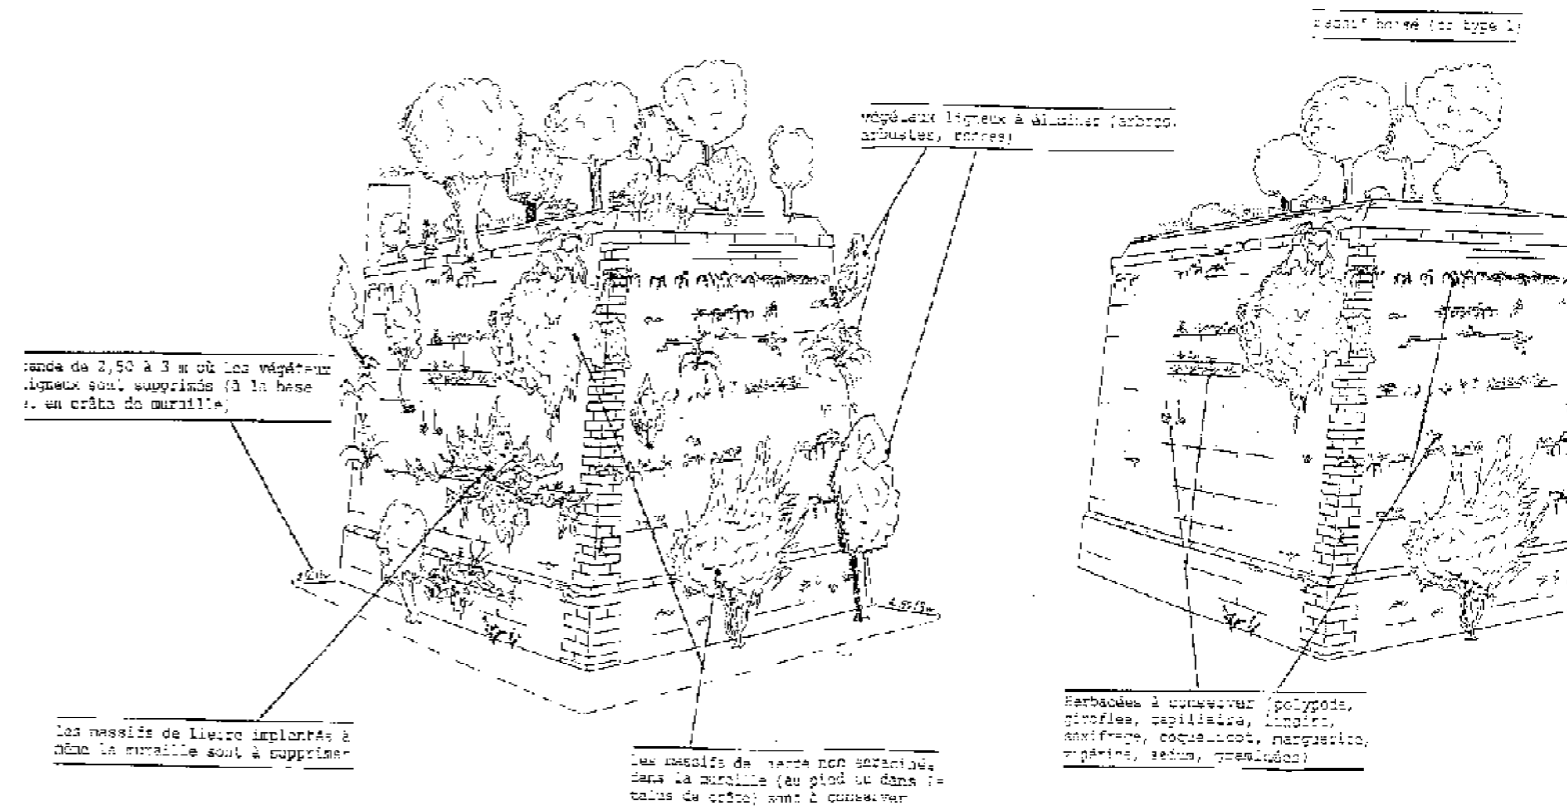 massif boisé (cf type 1)
végétaux ligneux à éliminer (arbres,
arbustes, ronces)
bande de 2,50 à 3 m où les végétaux
ligneux sont supprimés (à la base
et en crête de muraille)
Les massifs de Lierre implantés à
même la muraille sont à supprimer
Les massifs de lierre non enracinés
dans la muraille (au pied ou dans le
talus de crête) sont à conserver
Herbacées à conserver (polypode,
giroflée, capillaire, linaire,
saxifrage, coquelicot, marguerite,
vipérine, sedum, graminées)